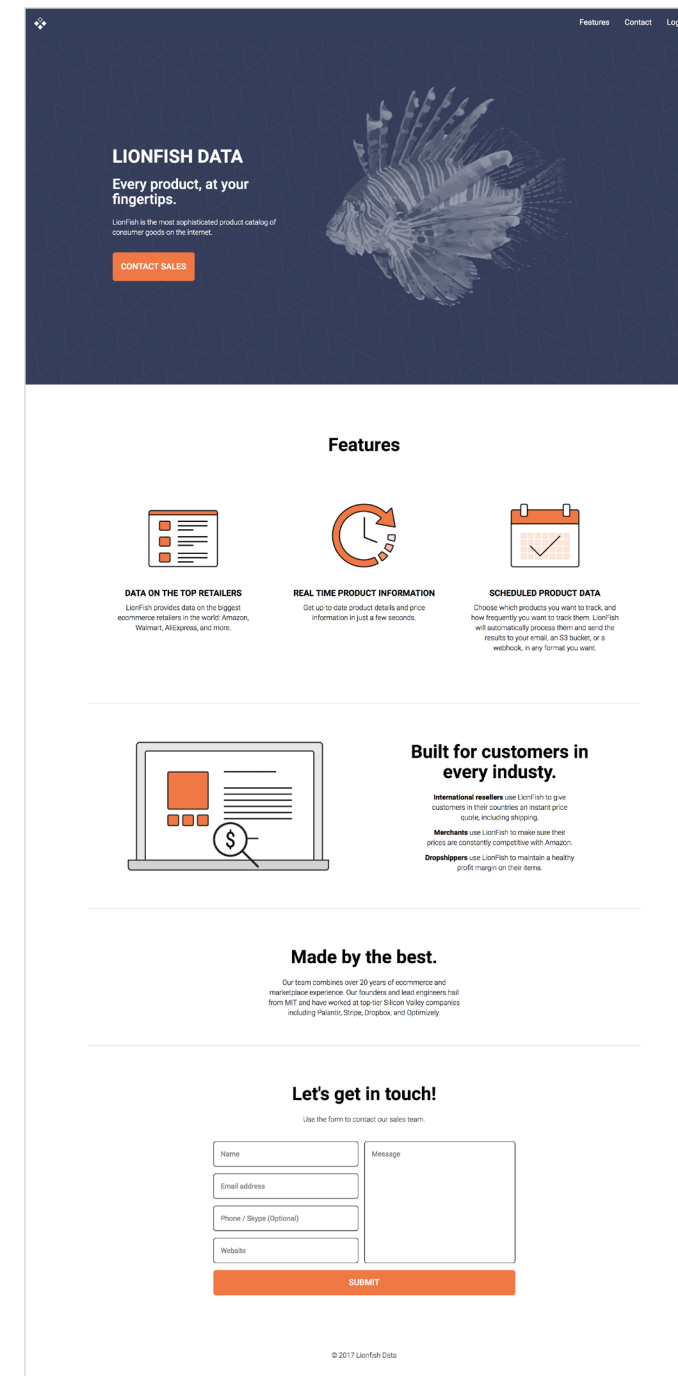 Features Contact Log
LIONFISH DATA
Every product, at your
fingertips.
LionFish is the most sophisticated product catalog of
consumer goods on the Internet.
CONTACT SALES
Features
DATA ON THE TOP RETAILERS
LionFish provides data on the biggest
ecommerce retailers in the world: Amazon,
Walmart, AliExpress, and more.
REAL TIME PRODUCT INFORMATION
Get up-to-date product details and price
information in just a few seconds.
SCHEDULED PRODUCT DATA
Choose which products you want to track, and
how frequently you want to track them. LionFish
will automatically process them and send the
results to your email, an S3 bucket, or a
webhook, in any format you want.
$
Built for customers in
every industy.
International resellers use LionFish to give
customers in their countries an instant price
quote, including shipping.
Merchants use LionFish to make sure their
prices are constantly competitive with Amazon.
Dropshippers use LionFish to maintain a healthy
profit margin on their items.
Made by the best.
Our team combines over 20 years of ecommerce and
marketplace experience. Our founders and lead engineers hail
from MIT and have worked at top-tier Silicon Valley companies
including Palantir, Stripe, Dropbox, and Optimizely.
Let's get in touch!
Use the form to contact our sales team.
Name
Email address
Phone / Skype (Optional)
Website
Message
SUBMIT
© 2017 Lionfish Data